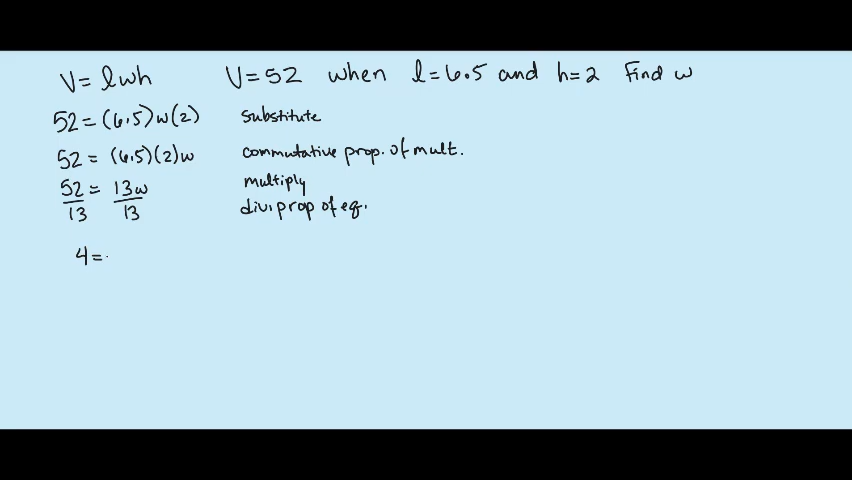 V = lwh V = 52 when l = 6.5 and h = 2 Find w
52 = (6.5)w(2) substitute
52 = (6.5)(2)w commutative prop. of mult.
52 = 13w multiply
13 13 div. prop of eq.
4 =